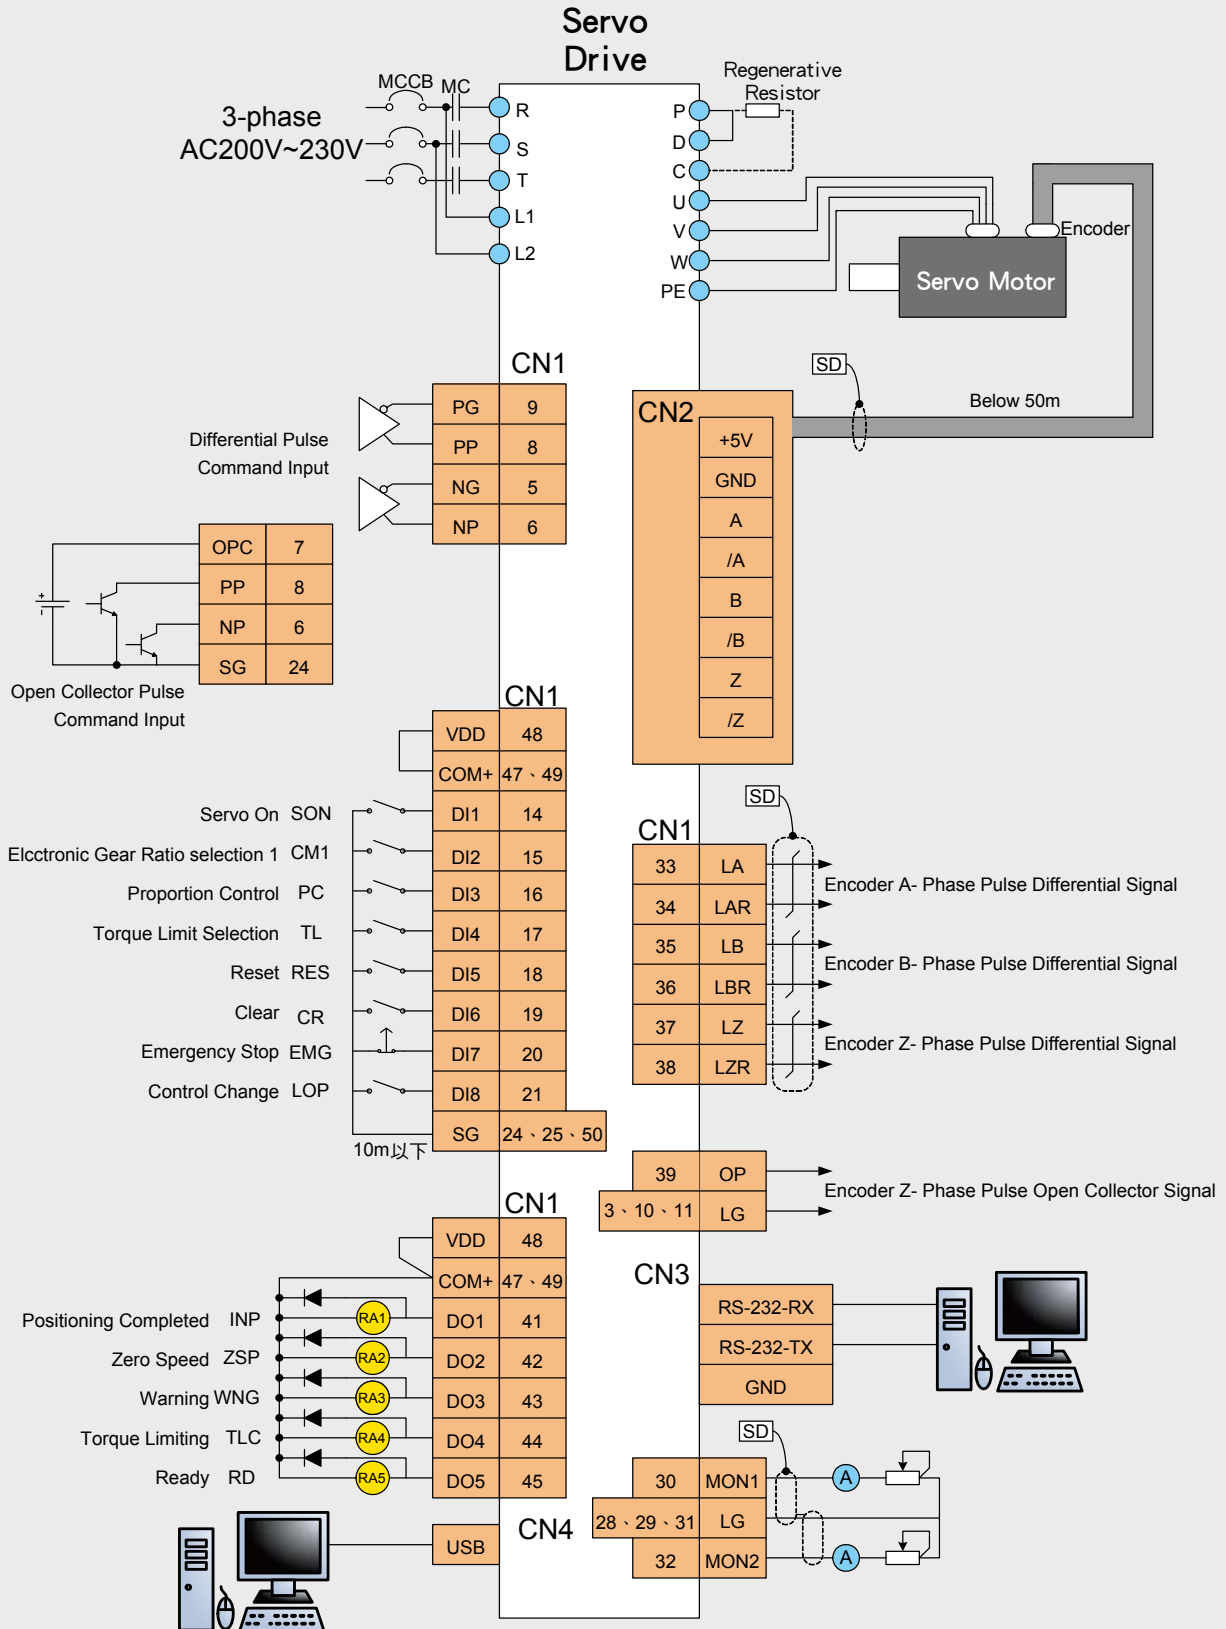 Servo
Drive
MCCB MC
3-phase
AC200V~230V
R
S
T
L1
L2
Regenerative
Resistor
P
D
C
U
V
W
PE
Encoder
Servo Motor
SD
Below 50m
CN1
PG 9
PP 8
NG 5
NP 6
Differential Pulse
Command Input
OPC 7
PP 8
NP 6
SG 24
+
-
Open Collector Pulse
Command Input
CN2
+5V
GND
A
/A
B
/B
Z
/Z
CN1
VDD 48
COM+ 47、49
Servo On SON DI1 14
Elcctronic Gear Ratio selection 1 CM1 DI2 15
Proportion Control PC DI3 16
Torque Limit Selection TL DI4 17
Reset RES DI5 18
Clear CR DI6 19
Emergency Stop EMG DI7 20
Control Change LOP DI8 21
SG 24、25、50
10m以下
SD
CN1
33 LA
34 LAR
Encoder A- Phase Pulse Differential Signal
35 LB
36 LBR
Encoder B- Phase Pulse Differential Signal
37 LZ
38 LZR
Encoder Z- Phase Pulse Differential Signal
39 OP
3、10、11 LG
Encoder Z- Phase Pulse Open Collector Signal
CN1
VDD 48
COM+ 47、49
Positioning Completed INP RA1 DO1 41
Zero Speed ZSP RA2 DO2 42
Warning WNG RA3 DO3 43
Torque Limiting TLC RA4 DO4 44
Ready RD RA5 DO5 45
CN3
RS-232-RX
RS-232-TX
GND
SD
30 MON1 A
28、29、31 LG
32 MON2 A
CN4
USB